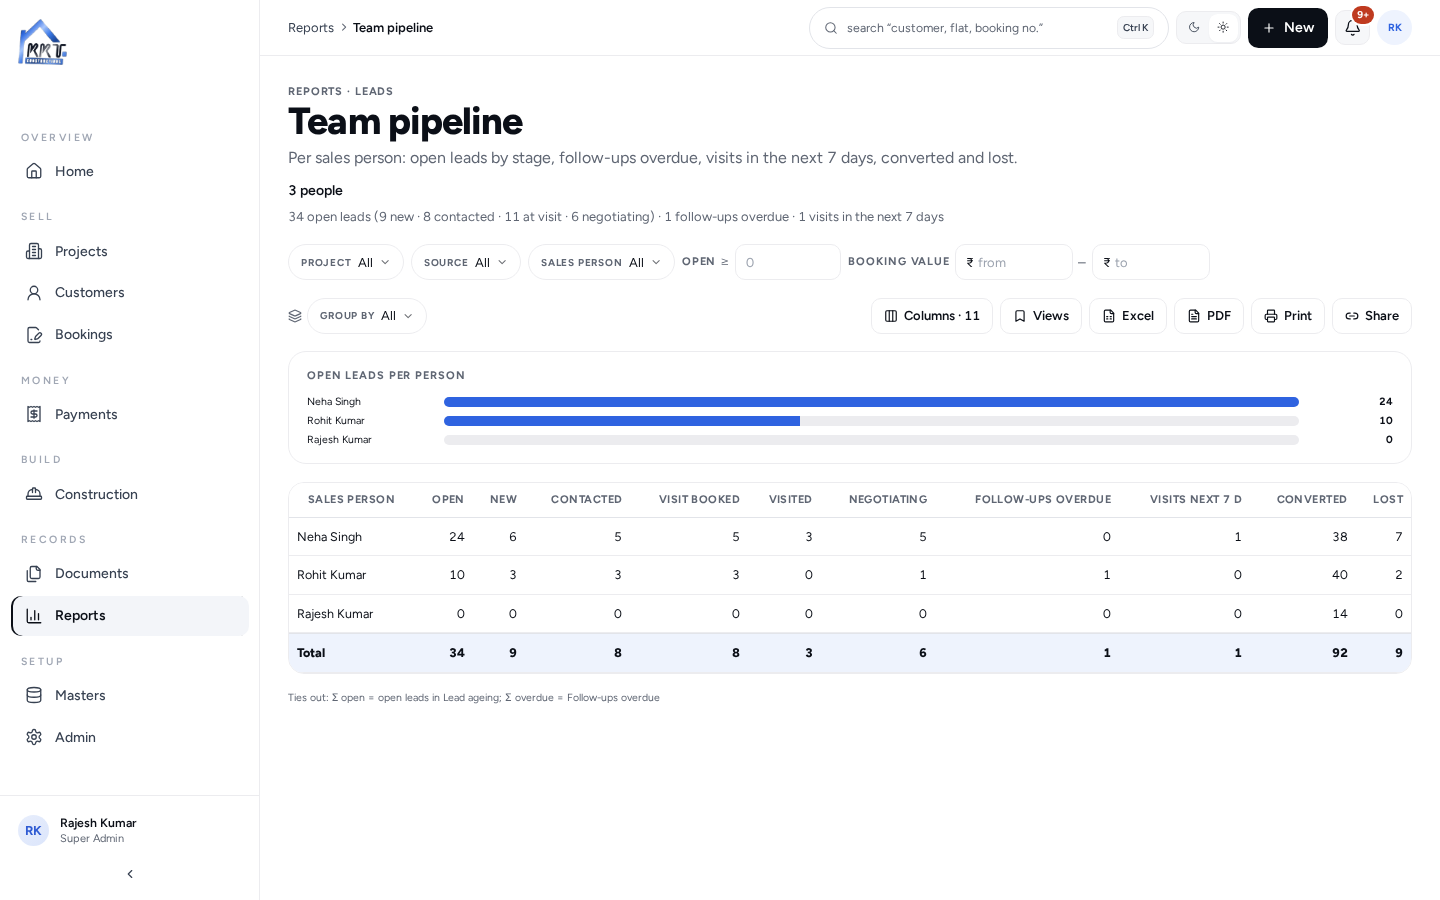 RKT
CONSTRUCTIONS
Reports > Team pipeline
search “customer, flat, booking no.”
Ctrl K
+ New
9+
RK
OVERVIEW
Home
SELL
Projects
Customers
Bookings
MONEY
Payments
BUILD
Construction
RECORDS
Documents
Reports
SETUP
Masters
Admin
RK
Rajesh Kumar
Super Admin
REPORTS · LEADS
Team pipeline
Per sales person: open leads by stage, follow-ups overdue, visits in the next 7 days, converted and lost.
3 people
34 open leads (9 new · 8 contacted · 11 at visit · 6 negotiating) · 1 follow-ups overdue · 1 visits in the next 7 days
PROJECT All SOURCE All SALES PERSON All OPEN ≥ 0 BOOKING VALUE ₹ from – ₹ to
GROUP BY All Columns · 11 Views Excel PDF Print Share
OPEN LEADS PER PERSON
Neha Singh 24
Rohit Kumar 10
Rajesh Kumar 0
SALES PERSON OPEN NEW CONTACTED VISIT BOOKED VISITED NEGOTIATING FOLLOW-UPS OVERDUE VISITS NEXT 7 D CONVERTED LOST
Neha Singh 24 6 5 5 3 5 0 1 38 7
Rohit Kumar 10 3 3 3 0 1 1 0 40 2
Rajesh Kumar 0 0 0 0 0 0 0 0 14 0
Total 34 9 8 8 3 6 1 1 92 9
Ties out: Σ open = open leads in Lead ageing; Σ overdue = Follow-ups overdue